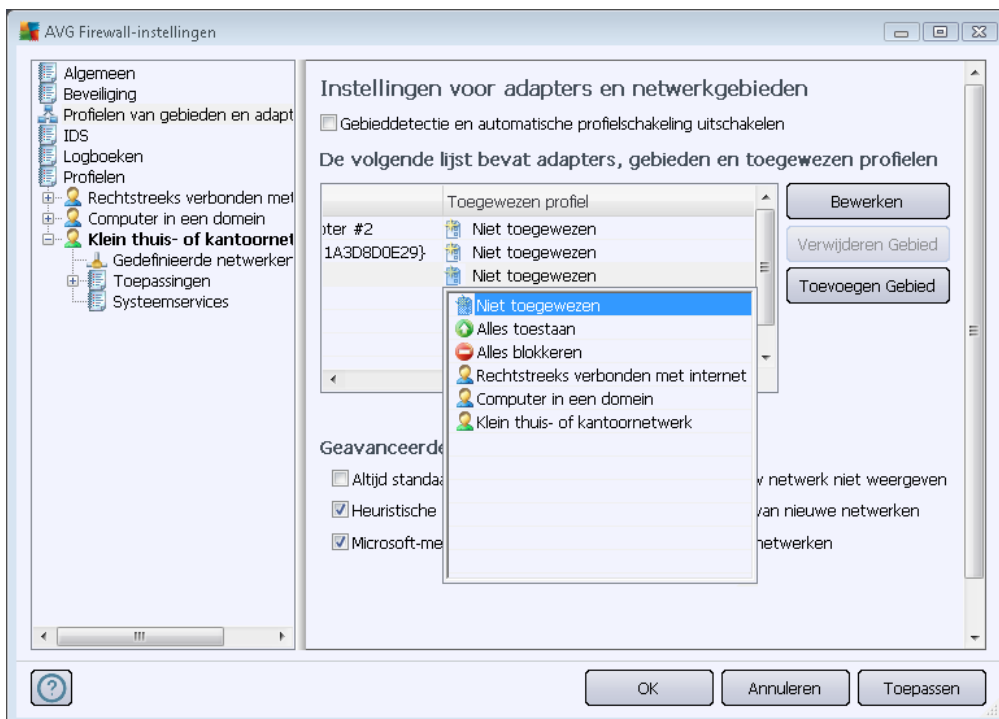 AVG Firewall-instellingen
Algemeen
Beveiliging
Profielen van gebieden en adapt
IDS
Logboeken
Profielen
Rechtstreeks verbonden met
Computer in een domein
Klein thuis- of kantoornet
Gedefinieerde netwerken
Toepassingen
Systeemservices
Instellingen voor adapters en netwerkgebieden
Gebieddetectie en automatische profielschakeling uitschakelen
De volgende lijst bevat adapters, gebieden en toegewezen profielen
Toegewezen profiel
oter #2 Niet toegewezen
1A3D8D0E29} Niet toegewezen
Niet toegewezen
Niet toegewezen
Alles toestaan
Alles blokkeren
Rechtstreeks verbonden met internet
Computer in een domein
Klein thuis- of kantoornetwerk
Bewerken
Verwijderen Gebied
Toevoegen Gebied
Geavanceerde
Altijd standaa w netwerk niet weergeven
Heuristische van nieuwe netwerken
Microsoft-me netwerken
OK
Annuleren
Toepassen